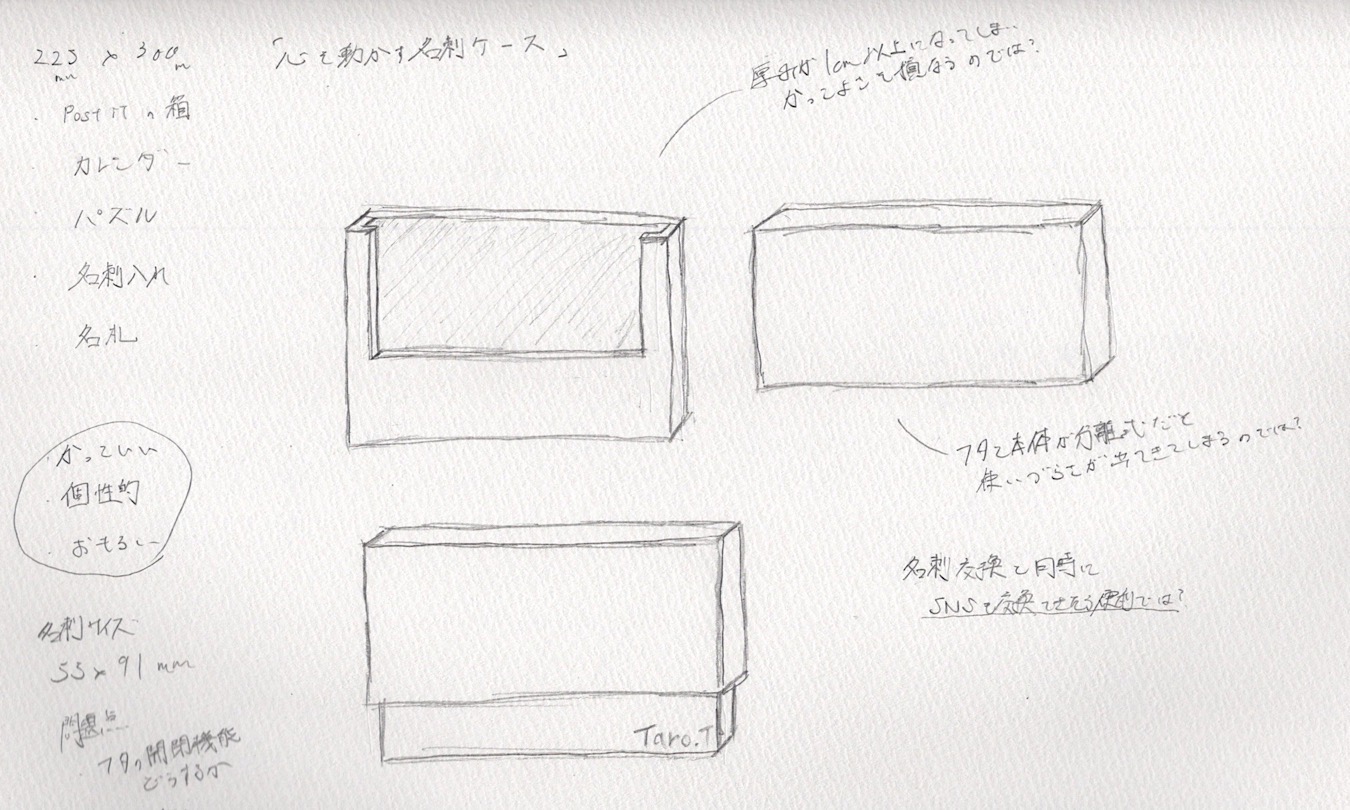 225 × 300
mm m
「心を動かす名刺ケース」
厚みが1cm以上になってしまい
かっこよさを損なうのでは?
・Post itの箱
カレンダー
パズル
・名刺入れ
名札
かっていい
・個性的
・おもろしー
フタと本体が分離式だと
使いづらさが出てきてしまうのでは?
名刺交換と同時に
SNSも交換できたら便利では?
名刺サイズ
55×91mm
問題点
・フタの開閉機能
どうするか
Taro.T